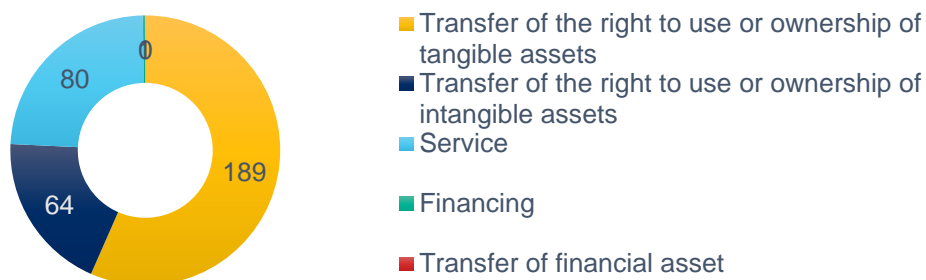 1
0
80
64
189
Transfer of the right to use or ownership of
tangible assets
Transfer of the right to use or ownership of
intangible assets
Service
Financing
Transfer of financial asset